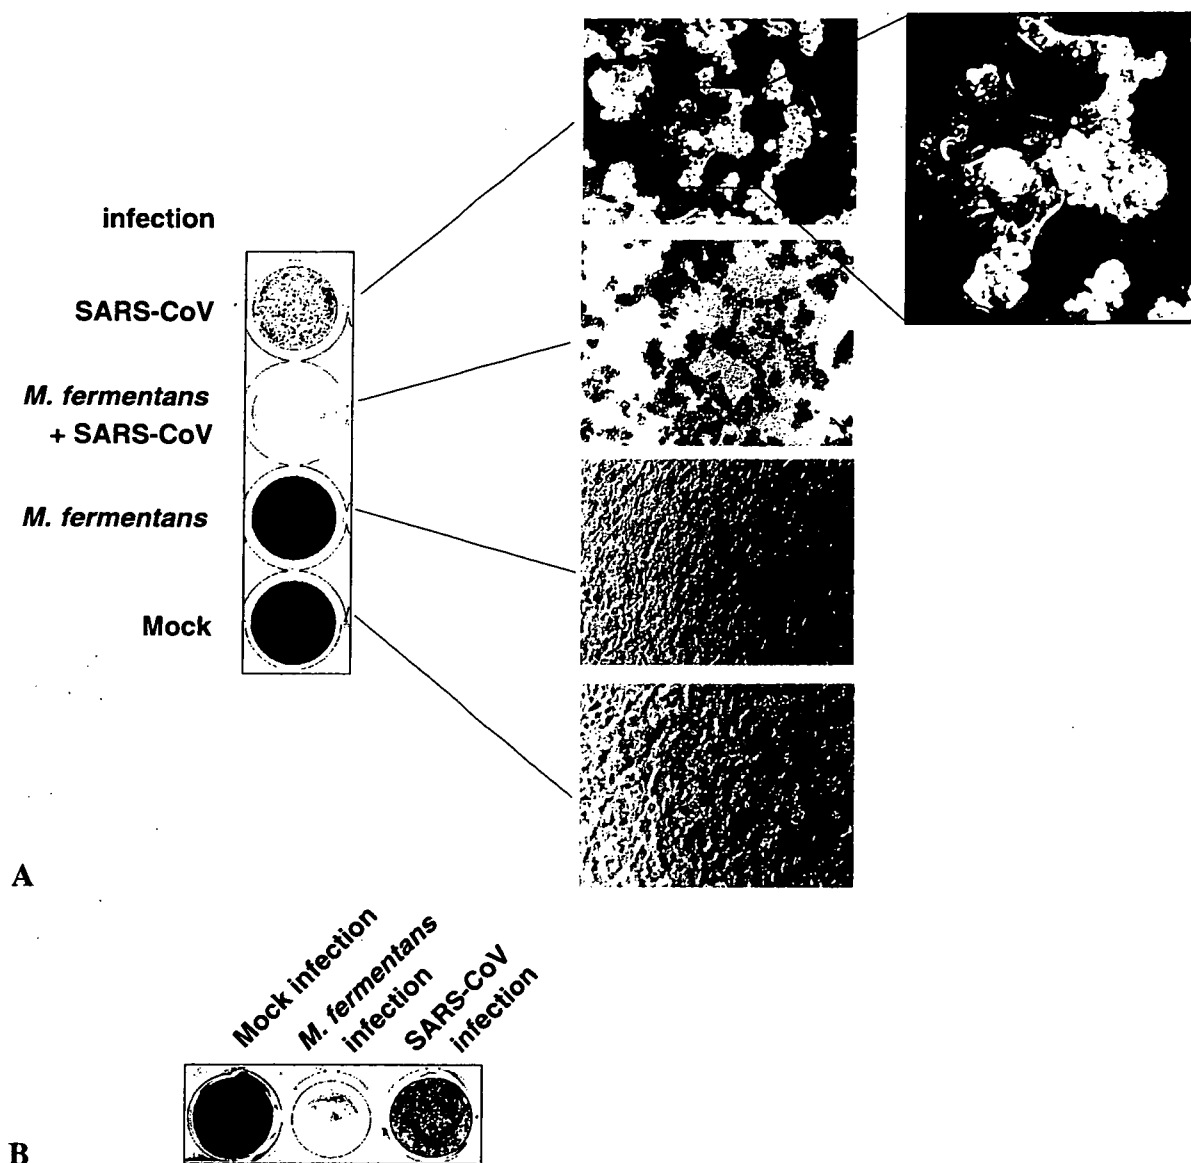 infection
SARS-CoV
M. fermentans
+ SARS-CoV
M. fermentans
Mock
A
Mock infection
M. fermentans
infection
SARS-CoV
infection
B